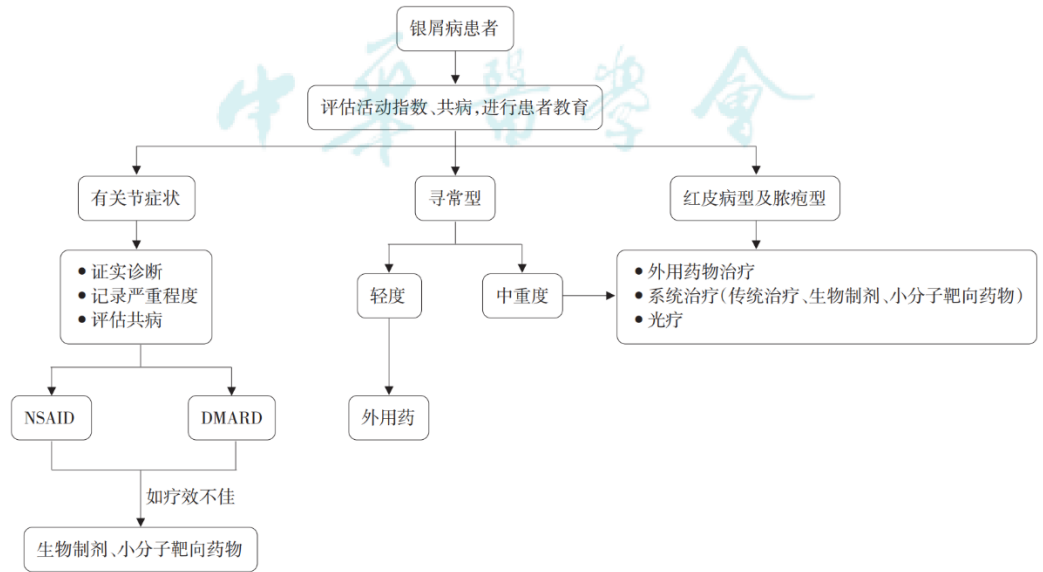 银屑病患者
中华医学会
评估活动指数、共病,进行患者教育
有关节症状
寻常型
红皮病型及脓疱型
● 证实诊断
● 记录严重程度
● 评估共病
轻度
中重度
● 外用药物治疗
● 系统治疗(传统治疗、生物制剂、小分子靶向药物)
● 光疗
NSAID
DMARD
外用药
如疗效不佳
生物制剂、小分子靶向药物